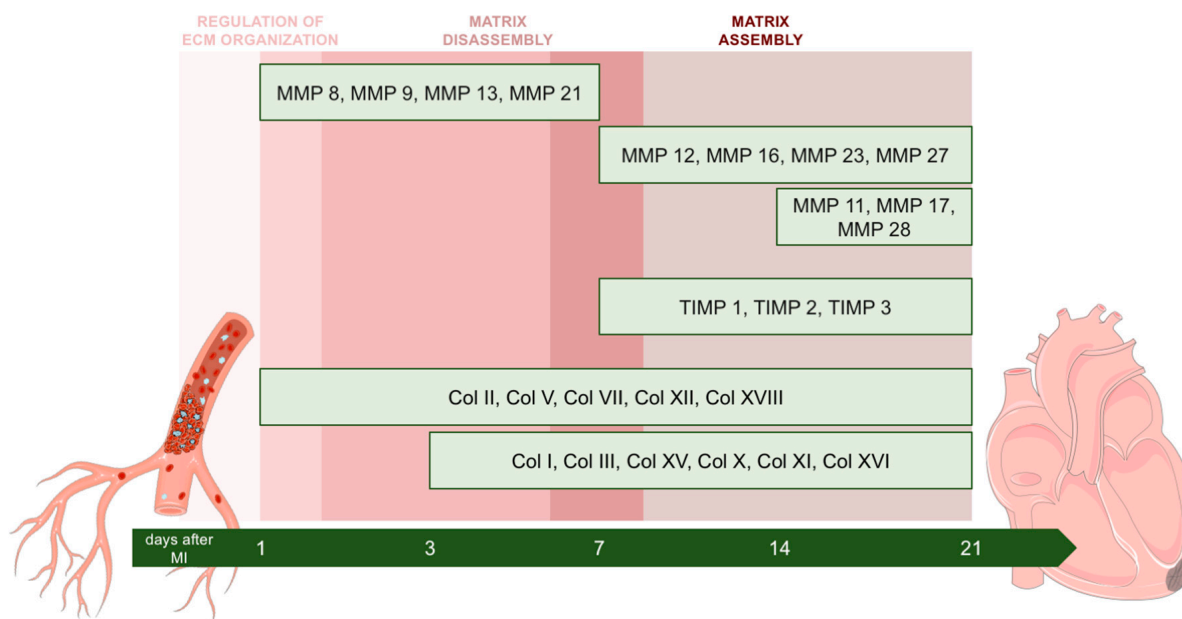 REGULATION OF
ECM ORGANIZATION
MATRIX
DISASSEMBLY
MATRIX
ASSEMBLY
MMP 8, MMP 9, MMP 13, MMP 21
MMP 12, MMP 16, MMP 23, MMP 27
MMP 11, MMP 17,
MMP 28
TIMP 1, TIMP 2, TIMP 3
Col II, Col V, Col VII, Col XII, Col XVIII
Col I, Col III, Col XV, Col X, Col XI, Col XVI
days after
MI
1 3 7 14 21